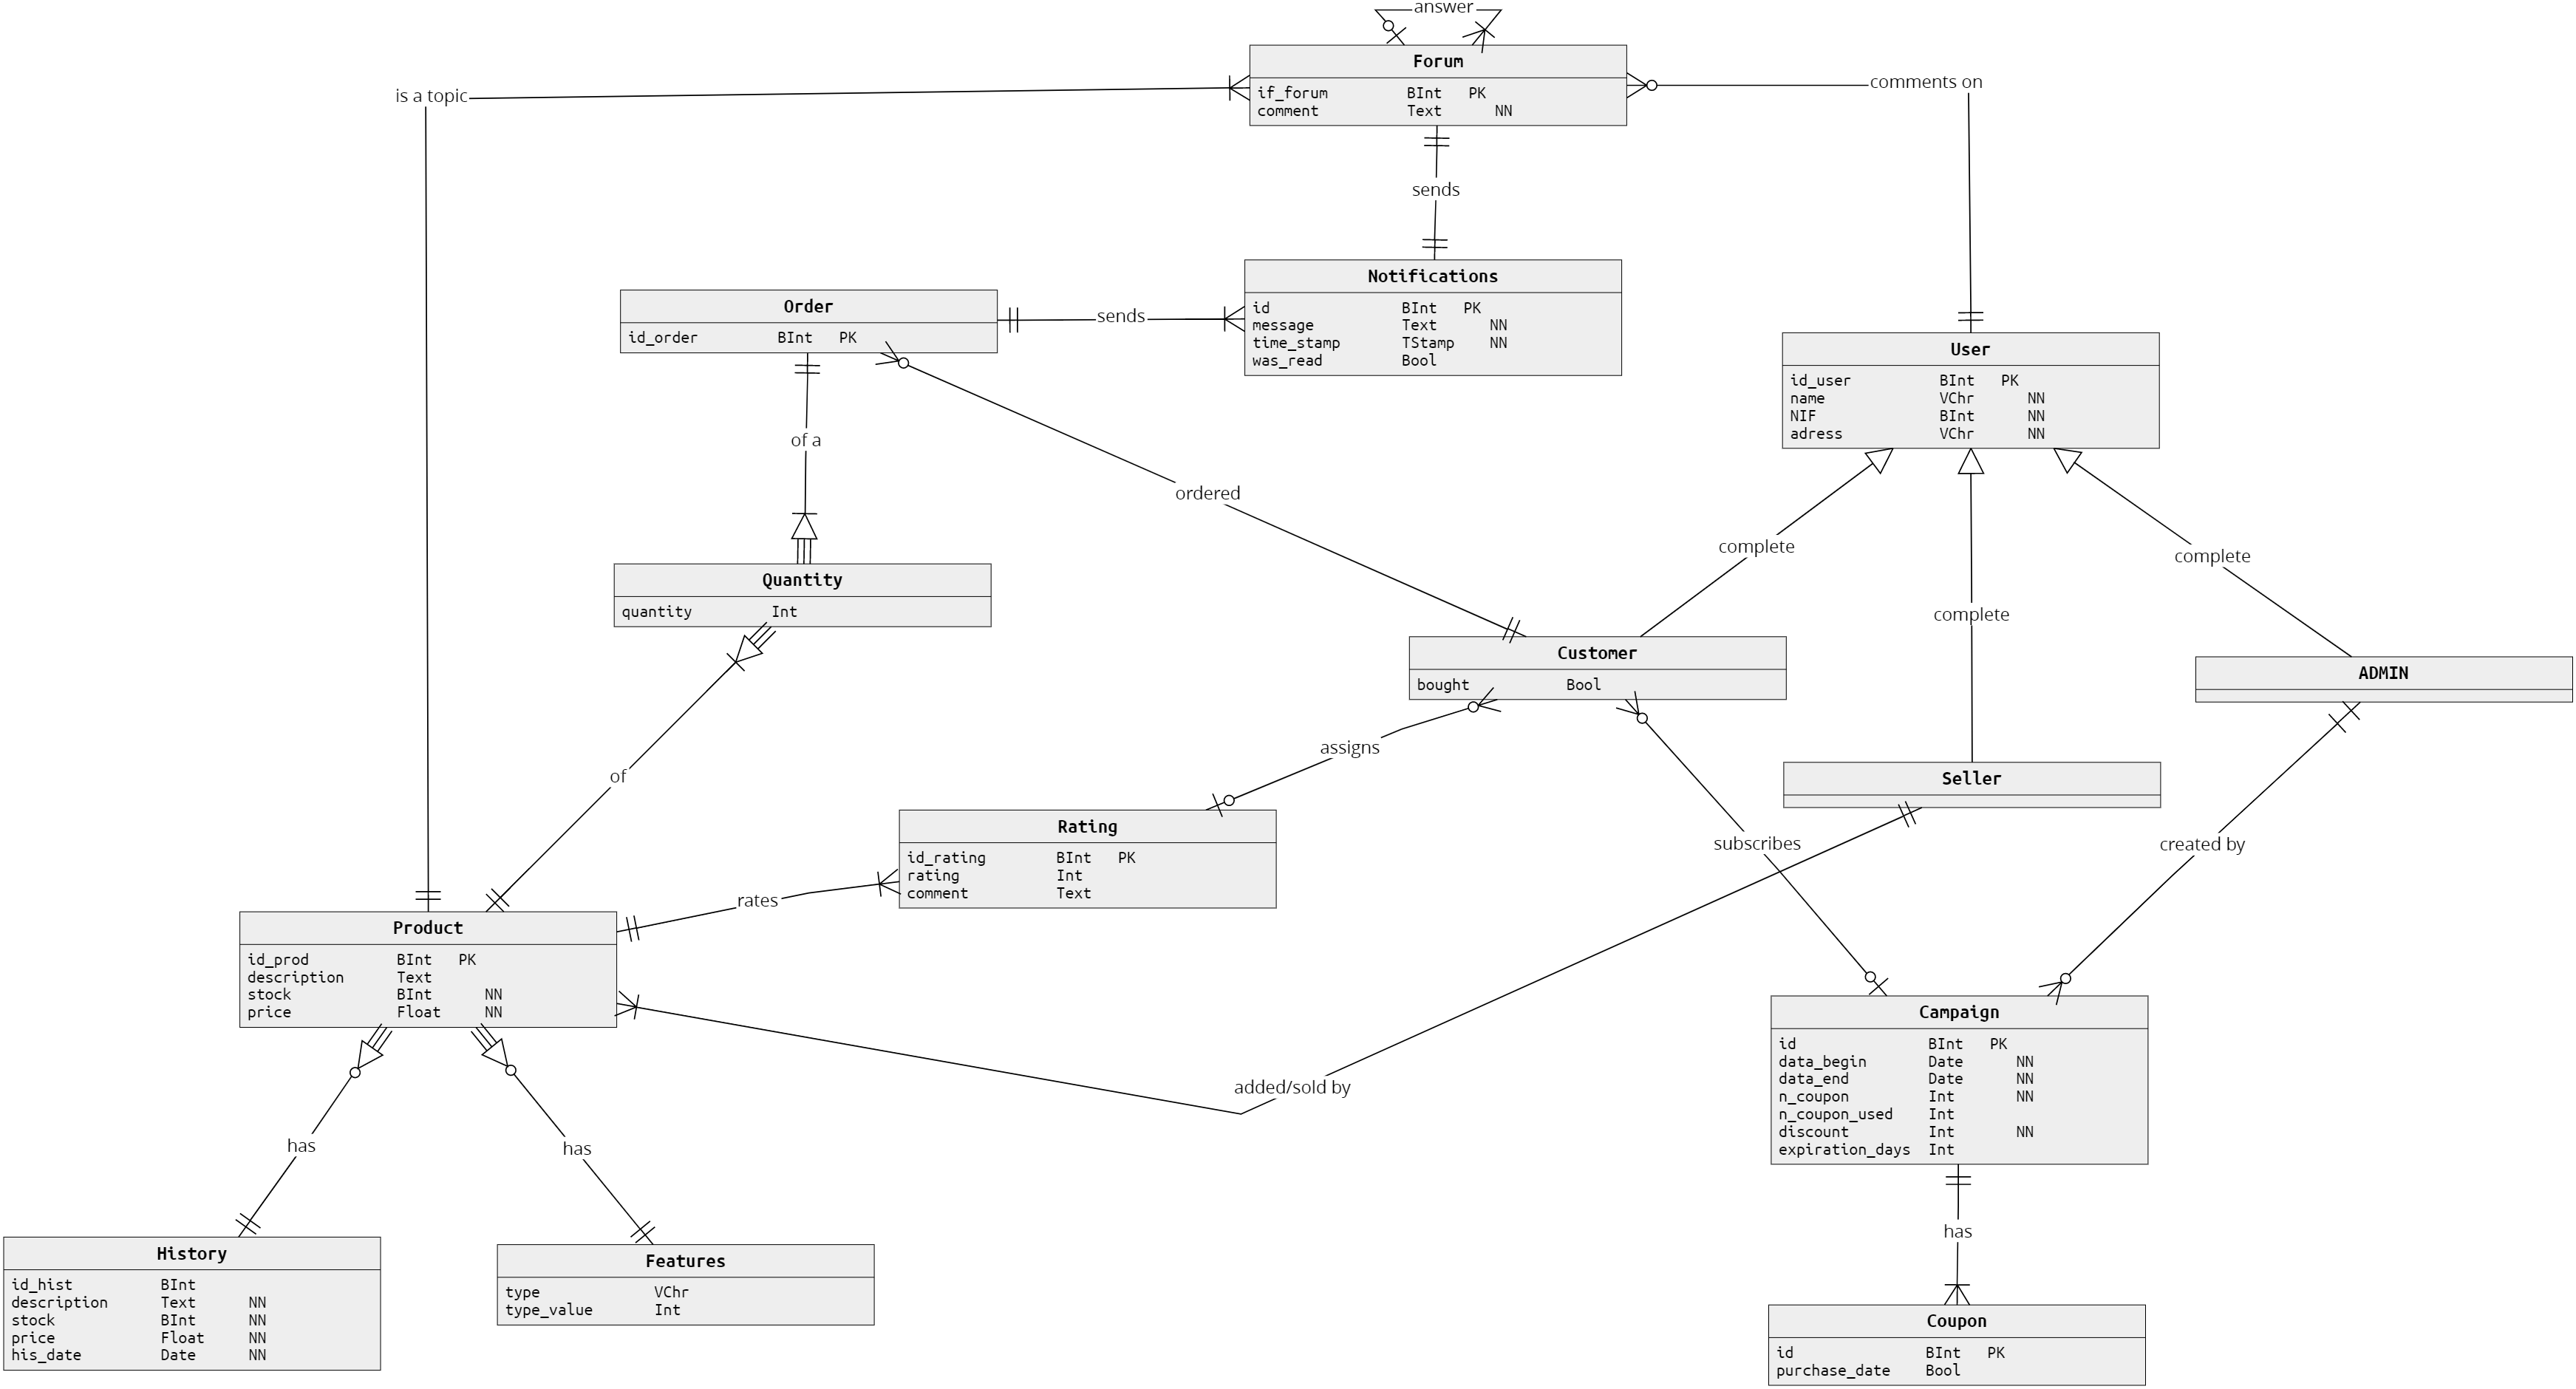 answer
Forum
if_forum BInt PK
comment Text NN
is a topic
comments on
sends
Notifications
id BInt PK
message Text NN
time_stamp TStamp NN
was_read Bool
Order
id_order BInt PK
sends
User
id_user BInt PK
name VChr NN
NIF BInt NN
adress VChr NN
of a
ordered
complete
complete
complete
Quantity
quantity Int
Customer
bought Bool
ADMIN
Seller
of
assigns
subscribes
created by
Rating
id_rating BInt PK
rating Int
comment Text
rates
Product
id_prod BInt PK
description Text
stock BInt NN
price Float NN
added/sold by
Campaign
id BInt PK
data_begin Date NN
data_end Date NN
n_coupon Int NN
n_coupon_used Int
discount Int NN
expiration_days Int
has
has
has
History
id_hist BInt
description Text NN
stock BInt NN
price Float NN
his_date Date NN
Features
type VChr
type_value Int
Coupon
id BInt PK
purchase_date Bool